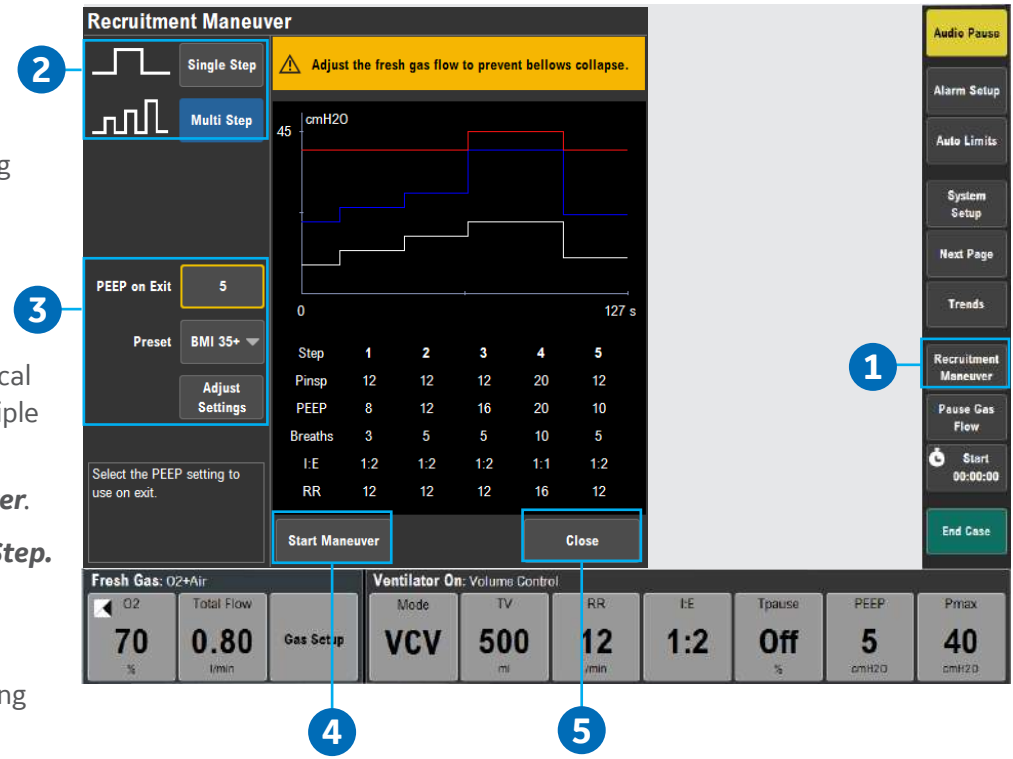 Recruitment Maneuver
2
Single Step
Multi Step
Adjust the fresh gas flow to prevent bellows collapse.
45
cmH2O
0
127 s
3
PEEP on Exit
5
Preset
BMI 35+
Adjust
Settings
Select the PEEP setting to
use on exit.
Step 1 2 3 4 5
Pinsp 12 12 12 20 12
PEEP 8 12 16 20 10
Breaths 3 5 5 10 5
I:E 1:2 1:2 1:2 1:1 1:2
RR 12 12 12 16 12
Start Maneuver
Close
4
5
Audio Pause
Alarm Setup
Auto Limits
System
Setup
Next Page
Trends
1
Recruitment
Maneuver
Pause Gas
Flow
Start
00:00:00
End Case
Fresh Gas: O2+Air
O2
70
%
Total Flow
0.80
l/min
Gas Setup
Ventilator On: Volume Control
Mode
VCV
TV
500
ml
RR
12
/min
I:E
1:2
Tpause
Off
%
PEEP
5
cmH2O
Pmax
40
cmH2O
g
cal
iple
er.
Step.
ng